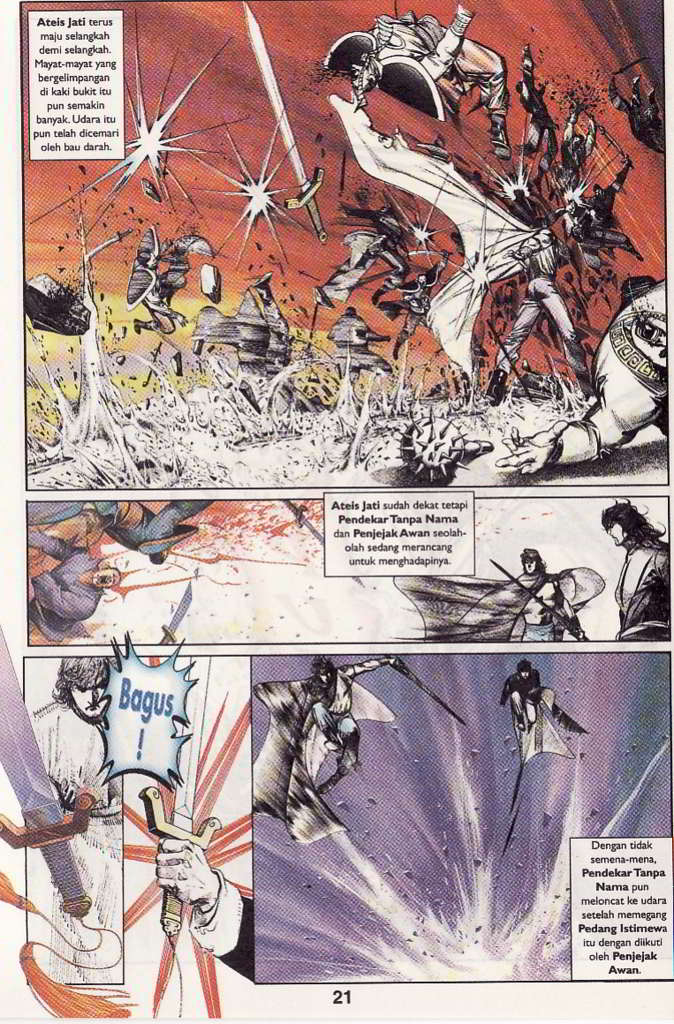 Ateis Jati terus
maju selangkah
demi selangkah.
Mayat-mayat yang
bergelimpangan
di kaki bukit itu
pun semakin
banyak. Udara itu
pun telah dicemari
oleh bau darah.
Ateis Jati sudah dekat tetapi
Pendekar Tanpa Nama
dan Penjejak Awan seolah-
olah sedang merancang
untuk menghadapinya.
Bagus
!
Dengan tidak
semena-mena,
Pendekar Tanpa
Nama pun
meloncat ke udara
setelah memegang
Pedang Istimewa
itu dengan diikuti
oleh Penjejak
Awan.
21